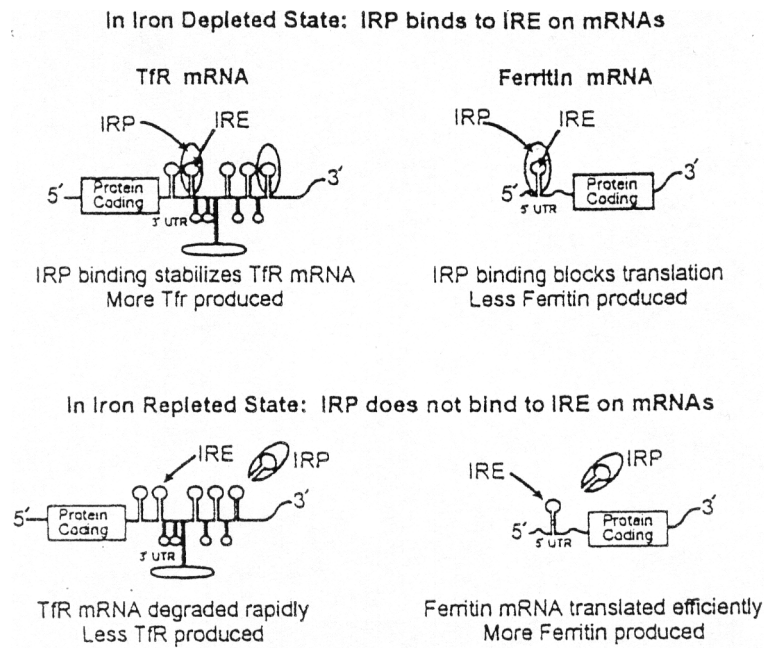 In Iron Depleted State: IRP binds to IRE on mRNAs
TfR mRNA
IRP
IRE
5′
Protein
Coding
3′ UTR
3′
IRP binding stabilizes TfR mRNA
More Tfr produced
Ferritin mRNA
IRP
IRE
5′
5′ UTR
Protein
Coding
3′
IRP binding blocks translation
Less Ferritin produced
In Iron Repleted State: IRP does not bind to IRE on mRNAs
IRE
IRP
5′
Protein
Coding
3′ UTR
3′
TfR mRNA degraded rapidly
Less TfR produced
IRE
IRP
5′
5′ UTR
Protein
Coding
3′
Ferritin mRNA translated efficiently
More Ferritin produced